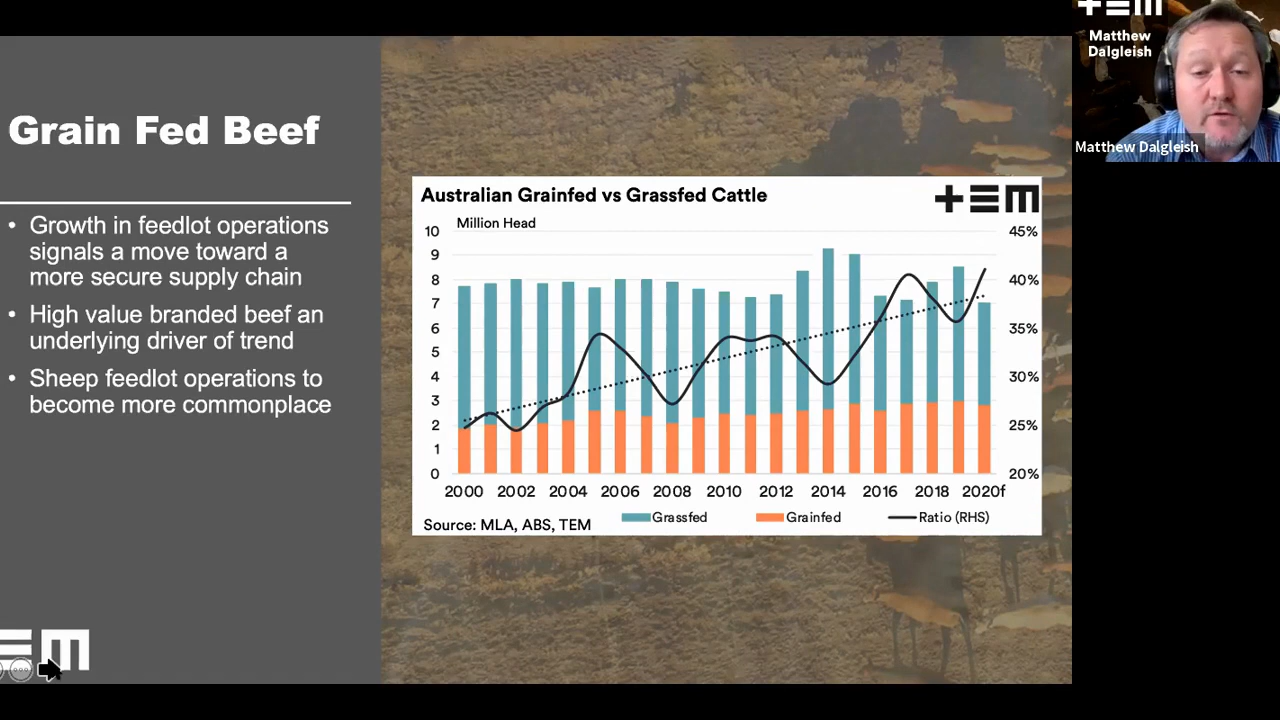 Grain Fed Beef
• Growth in feedlot operations
signals a move toward a
more secure supply chain
• High value branded beef an
underlying driver of trend
• Sheep feedlot operations to
become more commonplace
Australian Grainfed vs Grassfed Cattle
Million Head
10
9
8
7
6
5
4
3
2
1
0
45%
40%
35%
30%
25%
20%
2000 2002 2004 2006 2008 2010 2012 2014 2016 2018 2020f
Grassfed Grainfed Ratio (RHS)
Source: MLA, ABS, TEM
Matthew
Dalgleish
Matthew Dalgleish